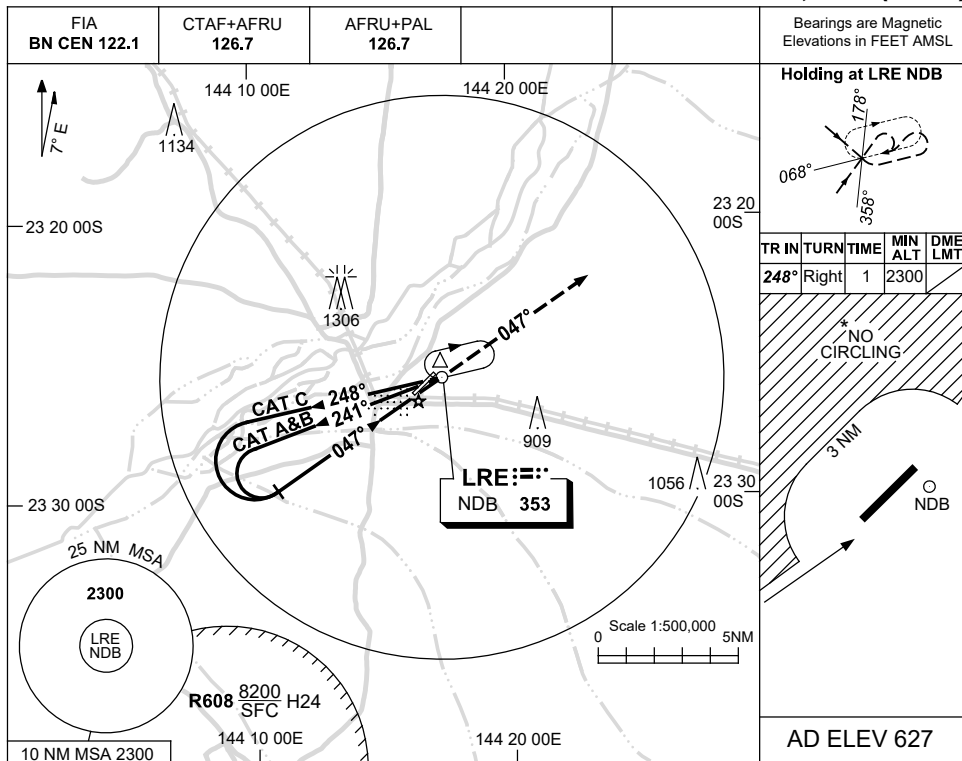 FIA
BN CEN 122.1
CTAF+AFRU
126.7
AFRU+PAL
126.7
Bearings are Magnetic
Elevations in FEET AMSL
7° E
144 10 00E
144 20 00E
1134
23 20 00S
23 20
00S
1306
047°
CAT C
248°
CAT A&B
241°
047°
909
1056
LRE
NDB 353
23 30 00S
23 30
00S
25 NM MSA
2300
LRE
NDB
10 NM MSA 2300
R608 8200
SFC H24
144 10 00E
144 20 00E
Scale 1:500,000
0
5NM
Holding at LRE NDB
178°
068°
358°
TR IN
TURN
TIME
MIN
ALT
DME
LMT
248°
Right
1
2300
* NO
CIRCLING
3 NM
NDB
AD ELEV 627